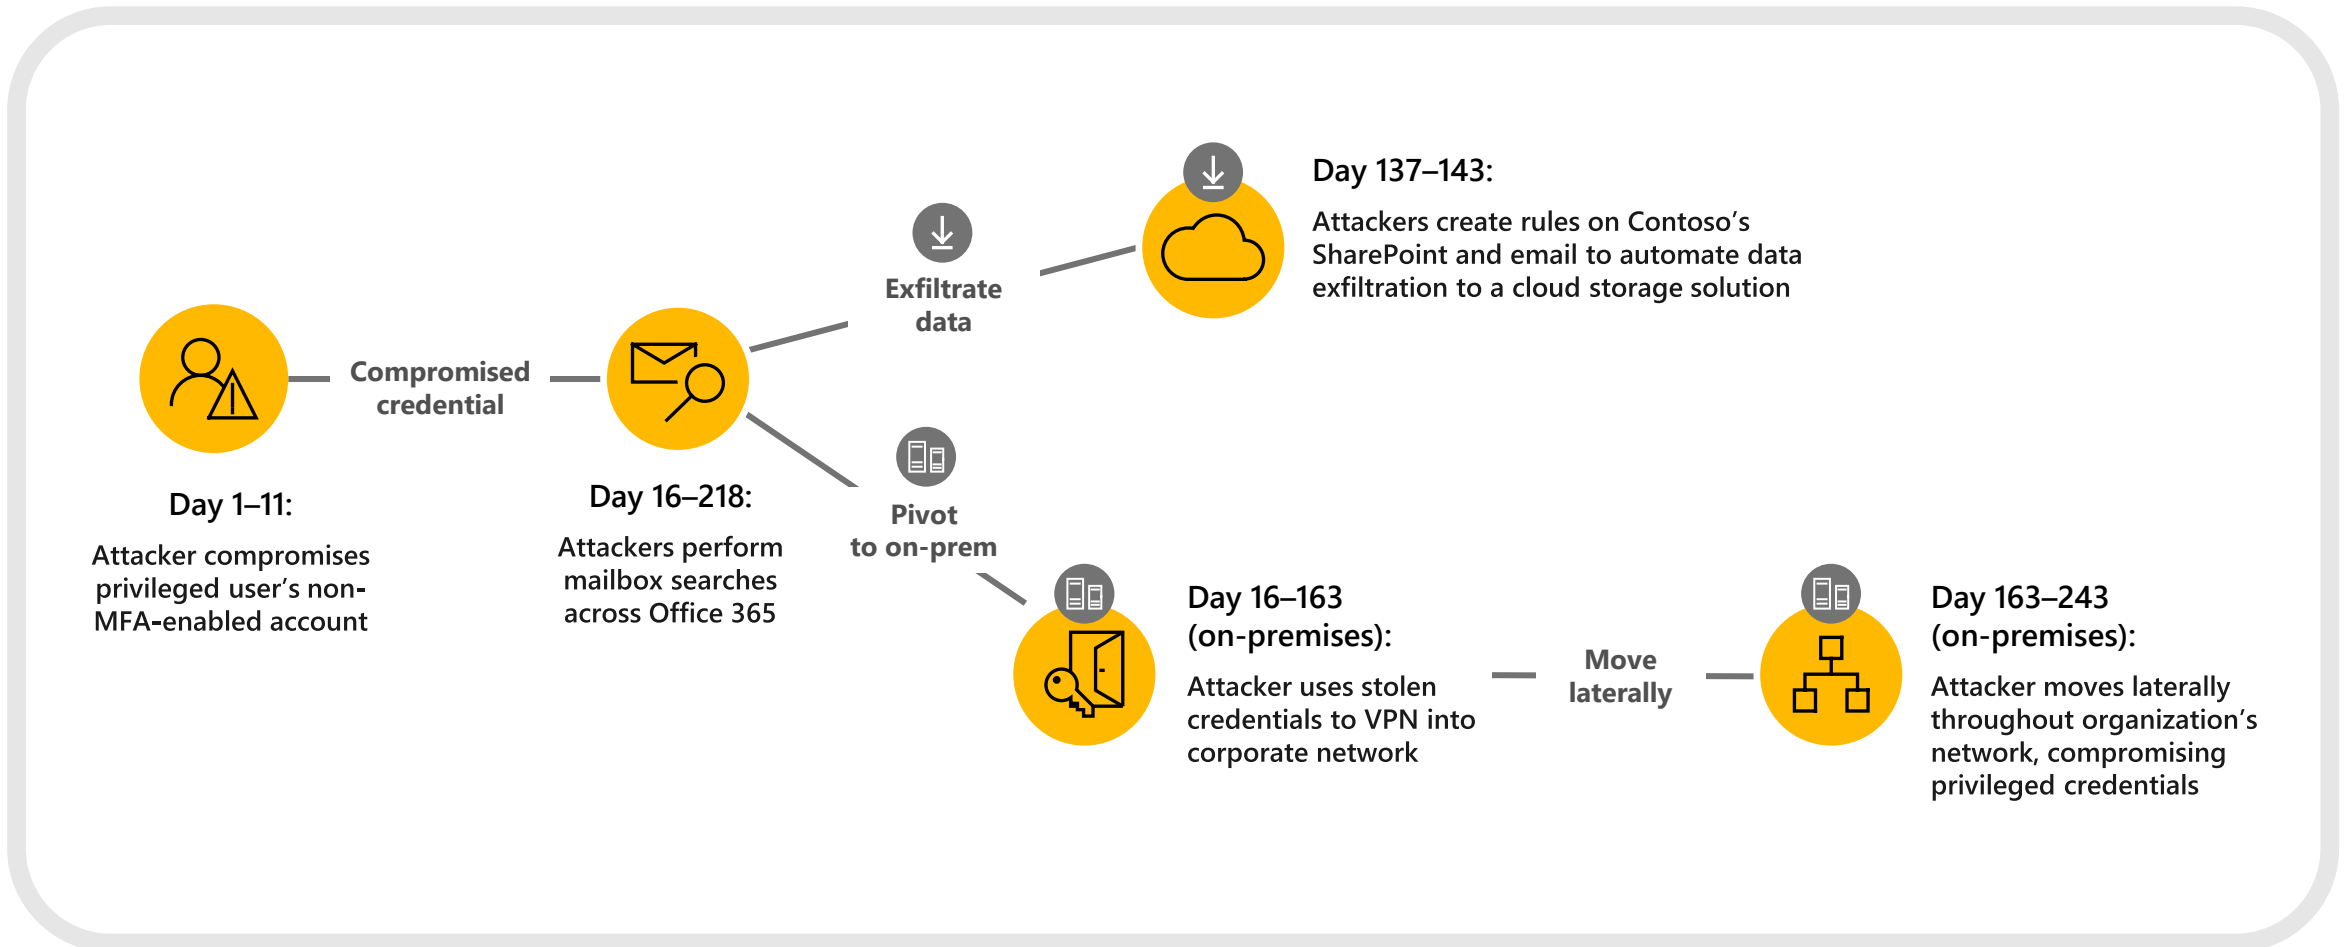 Day 1–11:
Attacker compromises
privileged user’s non-
MFA-enabled account
Compromised
credential
Day 16–218:
Attackers perform
mailbox searches
across Office 365
Exfiltrate
data
Day 137–143:
Attackers create rules on Contoso’s
SharePoint and email to automate data
exfiltration to a cloud storage solution
Pivot
to on-prem
Day 16–163
(on-premises):
Attacker uses stolen
credentials to VPN into
corporate network
Move
laterally
Day 163–243
(on-premises):
Attacker moves laterally
throughout organization’s
network, compromising
privileged credentials